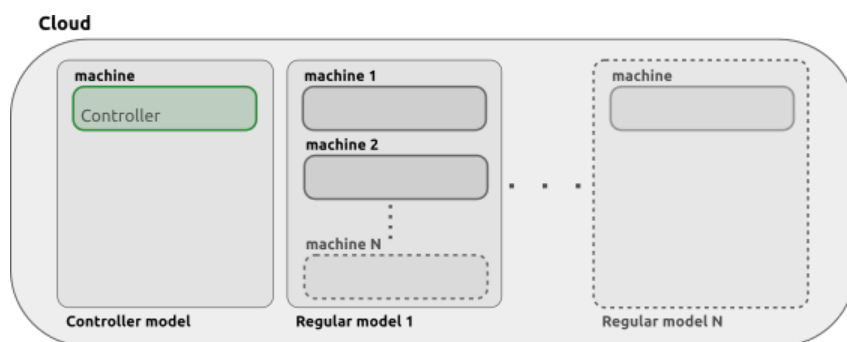 Cloud
machine
Controller
Controller model
machine 1
machine 2
machine N
Regular model 1
machine
Regular model N